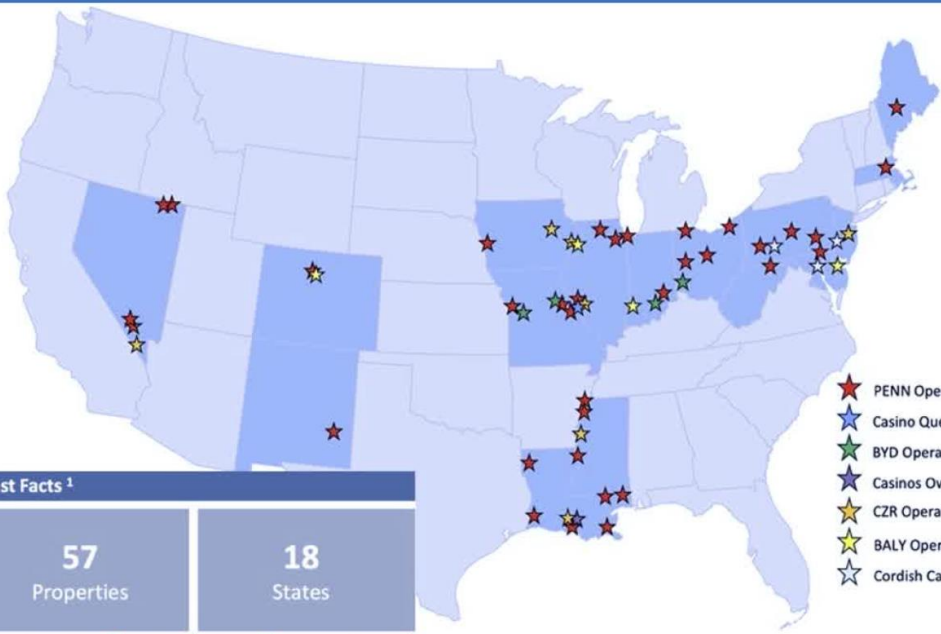 PENN Ope
Casino Que
BYD Opera
Casinos Ov
CZR Opera
BALY Oper
Cordish Ca
st Facts 1
57
Properties
18
States